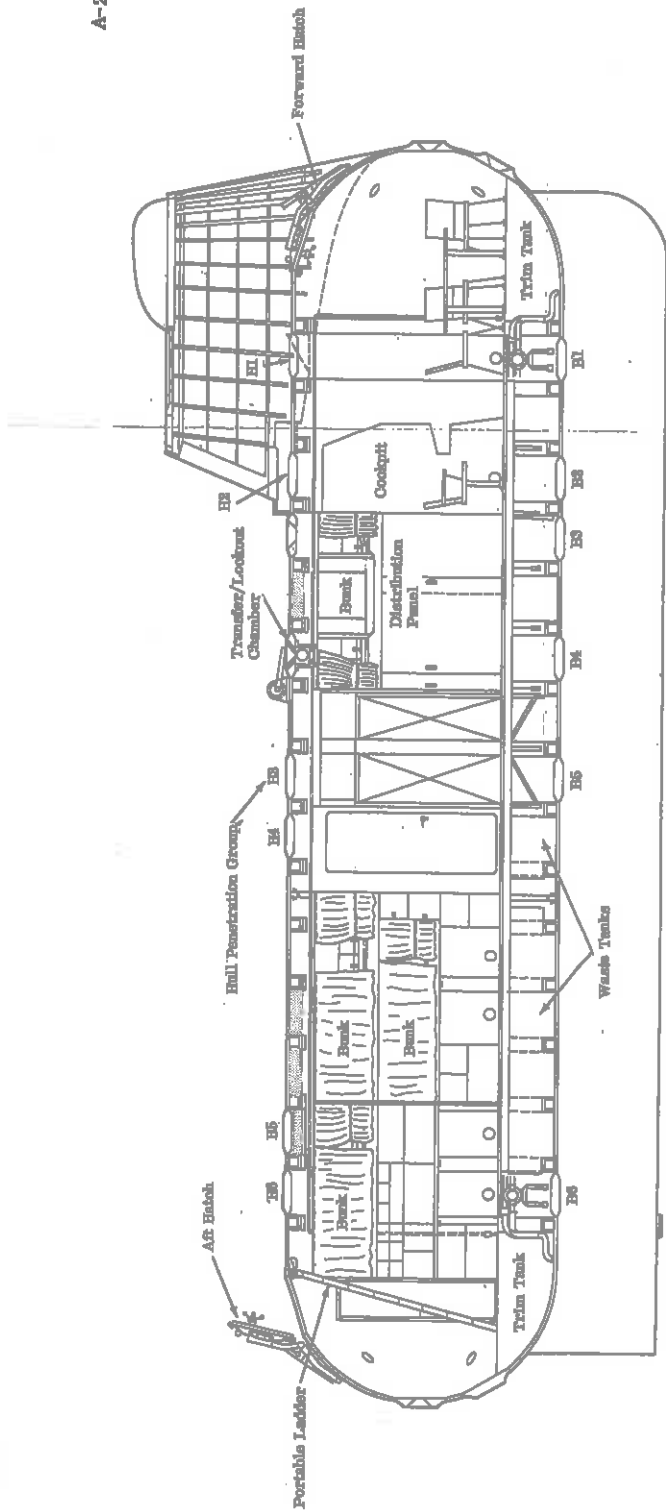 Aft Hatch
Hull Penetration Group
Transfer/Lookout
Chamber
Forward Hatch
Portable Ladder
H6
H5
H4
H3
H2
H1
Bunk
Bunk
Bunk
Bunk
Distribution
Panel
Cockpit
Trim Tank
Trim Tank
B6
B5
B4
B3
B2
B1
Waste Tanks